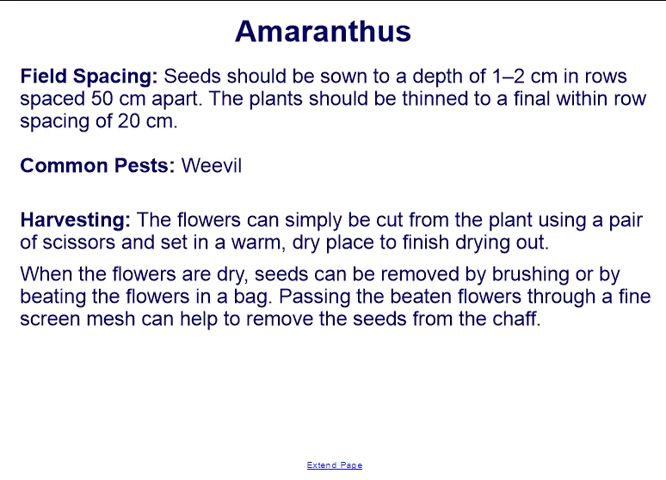 Amaranthus
Field Spacing: Seeds should be sown to a depth of 1–2 cm in rows
spaced 50 cm apart. The plants should be thinned to a final within row
spacing of 20 cm.
Common Pests: Weevil
Harvesting: The flowers can simply be cut from the plant using a pair
of scissors and set in a warm, dry place to finish drying out.
When the flowers are dry, seeds can be removed by brushing or by
beating the flowers in a bag. Passing the beaten flowers through a fine
screen mesh can help to remove the seeds from the chaff.
Extend Page